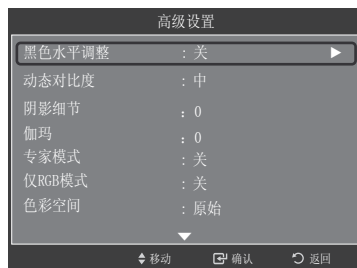 高级设置
黑色水平调整 : 关
动态对比度 : 中
阴影细节 : 0
伽玛 : 0
专家模式 : 关
仅RGB模式 : 关
色彩空间 : 原始
移动 确认 返回